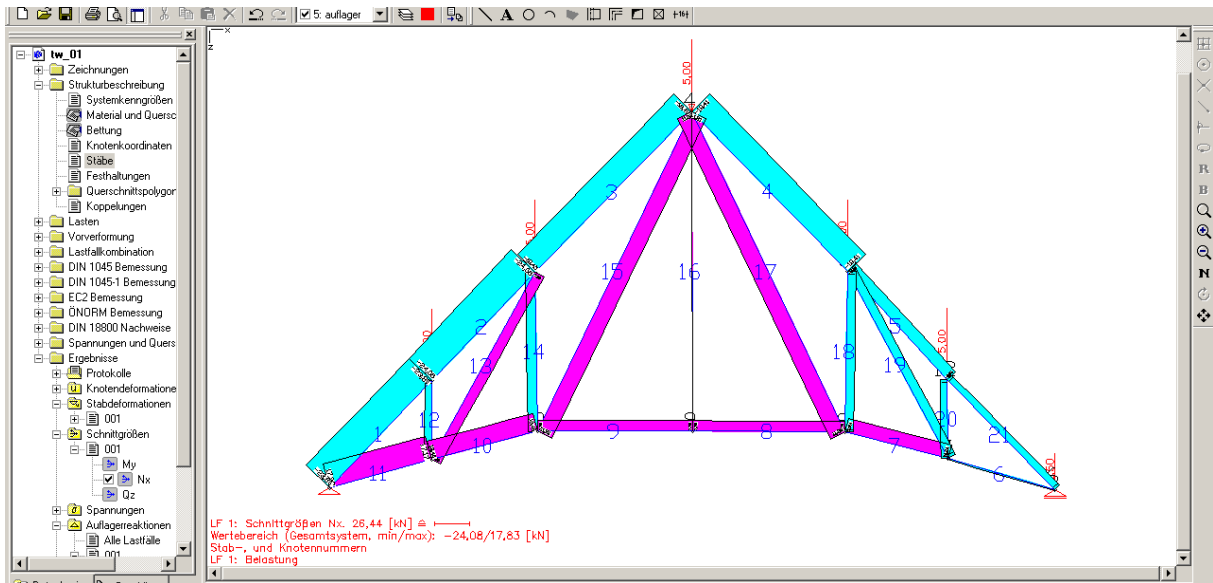 5: auflager
tw_01
Zeichnungen
Strukturbeschreibung
Systemkenngrößen
Material und Quersc
Bettung
Knotenkoordinaten
Stäbe
Festhaltungen
Querschnittspolygor
Koppelungen
Lasten
Vorverformung
Lastfallkombination
DIN 1045 Bemessung
DIN 1045-1 Bemessung
EC2 Bemessung
ÖNORM Bemessung
DIN 18800 Nachweise
Spannungen und Quers
Ergebnisse
Protokolle
Knotendeformatione
Stabdeformationen
001
Schnittgrößen
001
My
Nx
Qz
Spannungen
Auflagerreaktionen
Alle Lastfälle
001
x
z
5,00
3
4
15
16
17
5,00
2
13
14
18
5
19
5,00
1
12
20
21
10
9
9
8
7
11
6
LF 1: Schnittgrößen Nx. 26,44 [kN] ≙
Wertebereich (Gesamtsystem, min/max): -24,08/17,83 [kN]
Stab-, und Knotennummern
LF 1: Belastung
A
R
B
N